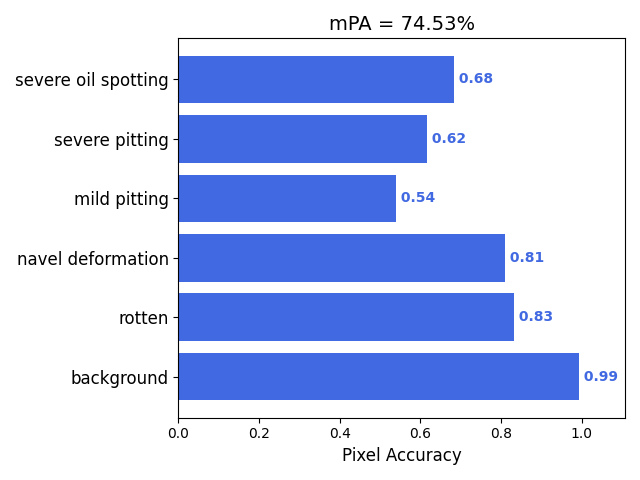 mPA = 74.53%
severe oil spotting 0.68
severe pitting 0.62
mild pitting 0.54
navel deformation 0.81
rotten 0.83
background 0.99
0.0 0.2 0.4 0.6 0.8 1.0
Pixel Accuracy